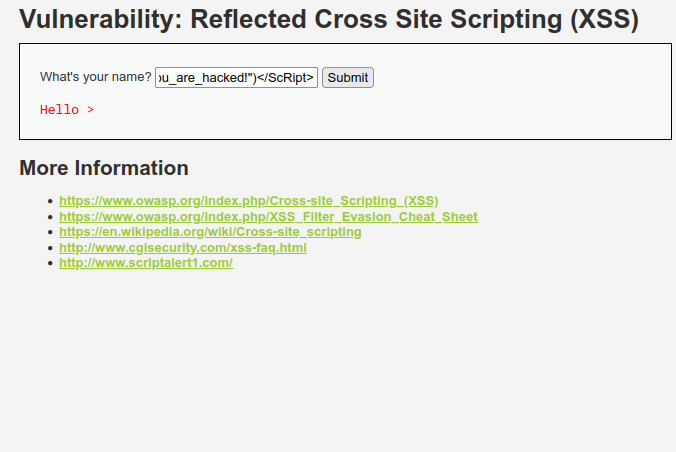 Vulnerability: Reflected Cross Site Scripting (XSS)
What's your name? ou_are_hacked!")</ScRipt> Submit
Hello >
More Information
https://www.owasp.org/index.php/Cross-site_Scripting_(XSS)
https://www.owasp.org/index.php/XSS_Filter_Evasion_Cheat_Sheet
https://en.wikipedia.org/wiki/Cross-site_scripting
http://www.cgisecurity.com/xss-faq.html
http://www.scriptalert1.com/